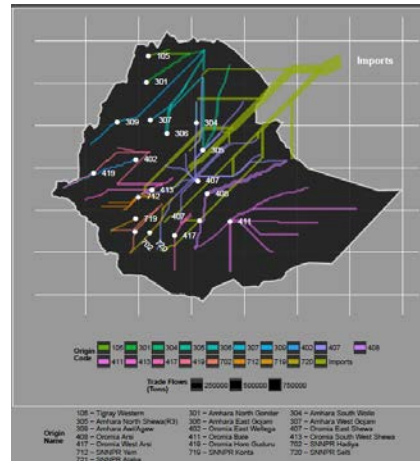 105
Imports
301
309
307
306
304
305
402
419
407
413
712
408
719
407
411
417
702
720
Origin
Code
105 301 304 305 306 307 309 402 407 408
411 413 417 419 702 712 719 720 Imports
Trade Flows
(Tons)
250000 500000 750000
Origin
Name
105 – Tigray Western
301 – Amhara North Gonder
304 – Amhara South Wollo
305 – Amhara North Shewa(R3)
306 – Amhara East Gojam
307 – Amhara West Gojam
309 – Amhara Awi/Agew
402 – Oromia East Wellega
407 – Oromia East Shewa
408 – Oromia Arsi
411 – Oromia Bale
413 – Oromia South West Shewa
417 – Oromia West Arsi
419 – Oromia Horo Guduru
702 – SNNPR Hadiya
712 – SNNPR Yem
719 – SNNPR Konta
720 – SNNPR Selti